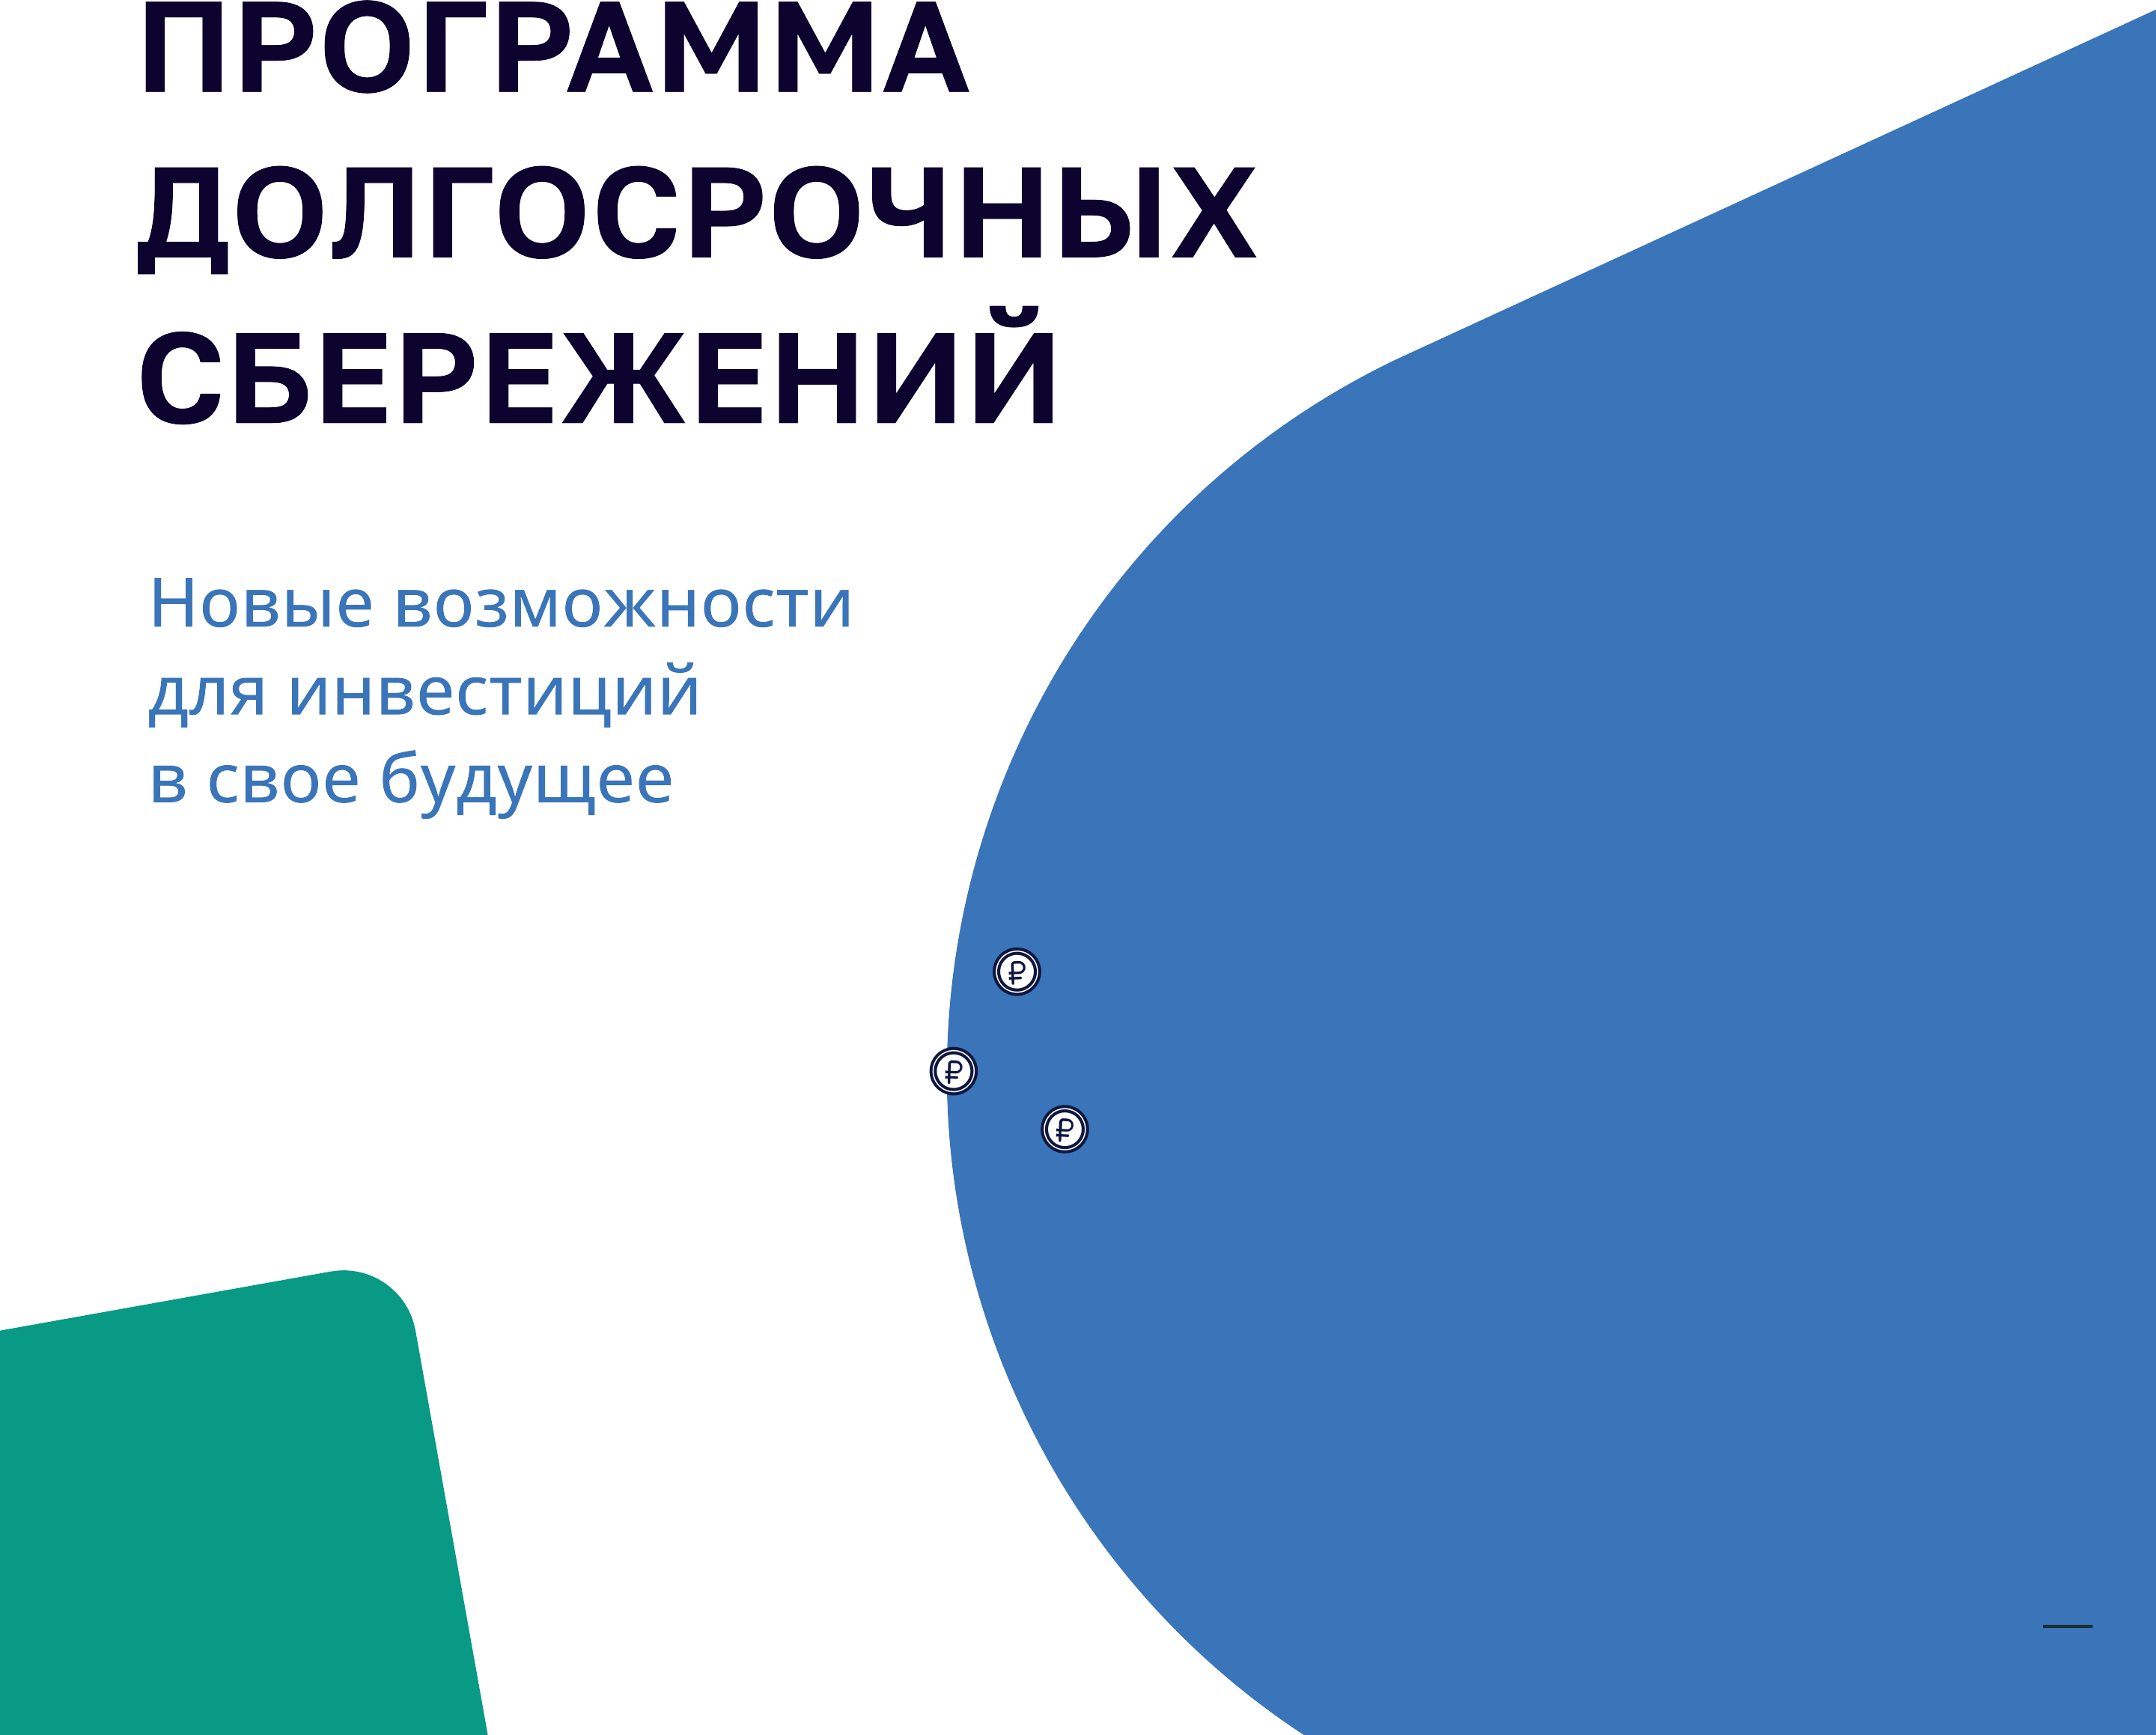 ПРОГРАММА
ДОЛГОСРОЧНЫХ
СБЕРЕЖЕНИЙ
Новые возможности
для инвестиций
в свое будущее
₽
₽
₽